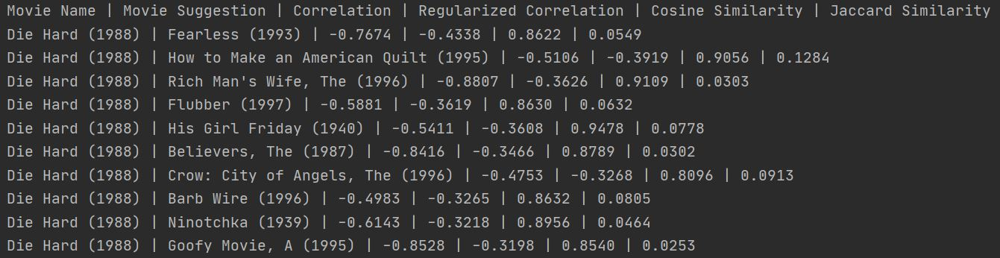 Movie Name | Movie Suggestion | Correlation | Regularized Correlation | Cosine Similarity | Jaccard Similarity
Die Hard (1988) | Fearless (1993) | -0.7674 | -0.4338 | 0.8622 | 0.0549
Die Hard (1988) | How to Make an American Quilt (1995) | -0.5106 | -0.3919 | 0.9056 | 0.1284
Die Hard (1988) | Rich Man's Wife, The (1996) | -0.8807 | -0.3626 | 0.9109 | 0.0303
Die Hard (1988) | Flubber (1997) | -0.5881 | -0.3619 | 0.8630 | 0.0632
Die Hard (1988) | His Girl Friday (1940) | -0.5411 | -0.3608 | 0.9478 | 0.0778
Die Hard (1988) | Believers, The (1987) | -0.8416 | -0.3466 | 0.8789 | 0.0302
Die Hard (1988) | Crow: City of Angels, The (1996) | -0.4753 | -0.3268 | 0.8096 | 0.0913
Die Hard (1988) | Barb Wire (1996) | -0.4983 | -0.3265 | 0.8632 | 0.0805
Die Hard (1988) | Ninotchka (1939) | -0.6143 | -0.3218 | 0.8956 | 0.0464
Die Hard (1988) | Goofy Movie, A (1995) | -0.8528 | -0.3198 | 0.8540 | 0.0253